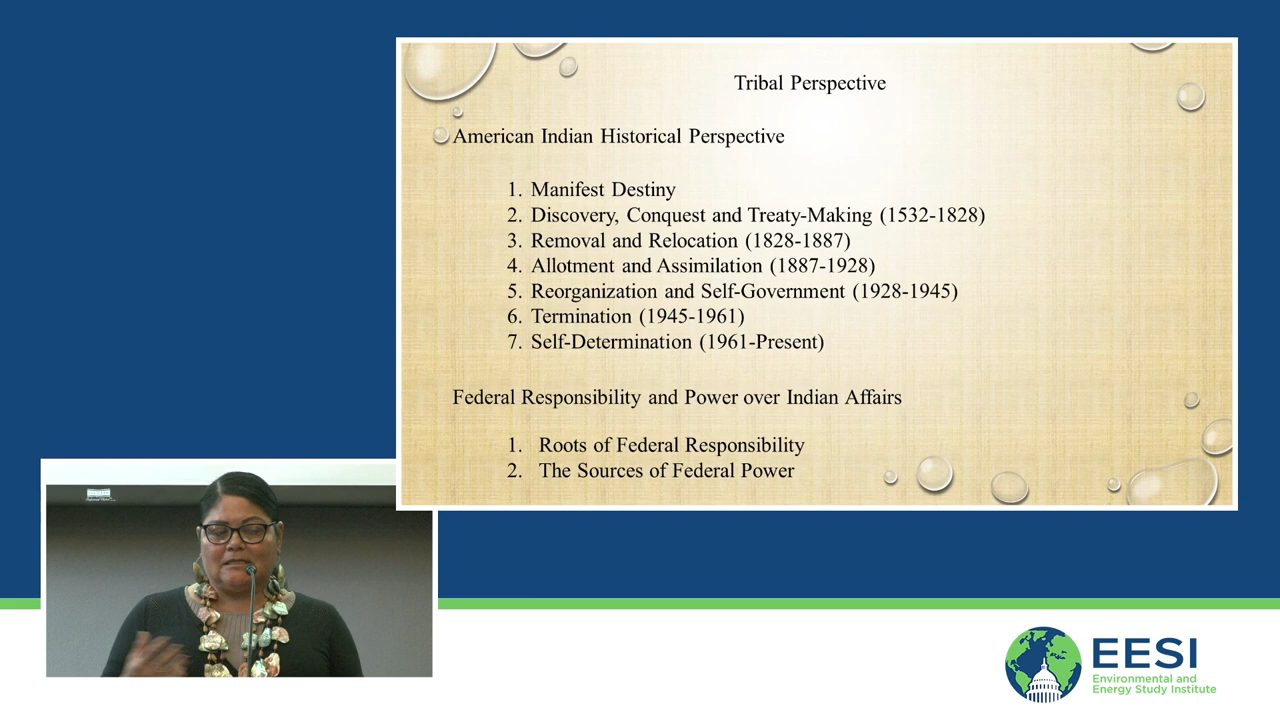 Tribal Perspective
American Indian Historical Perspective
1. Manifest Destiny
2. Discovery, Conquest and Treaty-Making (1532-1828)
3. Removal and Relocation (1828-1887)
4. Allotment and Assimilation (1887-1928)
5. Reorganization and Self-Government (1928-1945)
6. Termination (1945-1961)
7. Self-Determination (1961-Present)
Federal Responsibility and Power over Indian Affairs
1. Roots of Federal Responsibility
2. The Sources of Federal Power
EESI
Environmental and
Energy Study Institute